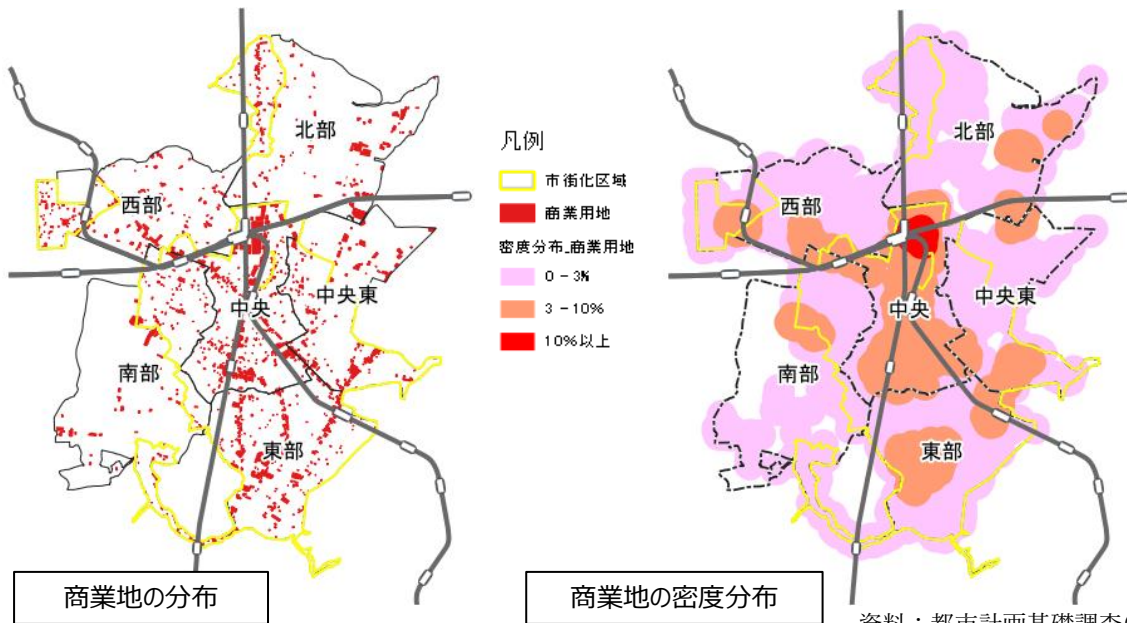 北部
西部
中央
中央東
南部
東部
商業地の分布
凡例
市街化区域
商業用地
密度分布_商業用地
0 - 3%
3 - 10%
10%以上
北部
西部
中央
中央東
南部
東部
商業地の密度分布
資料：都市計画基礎調査